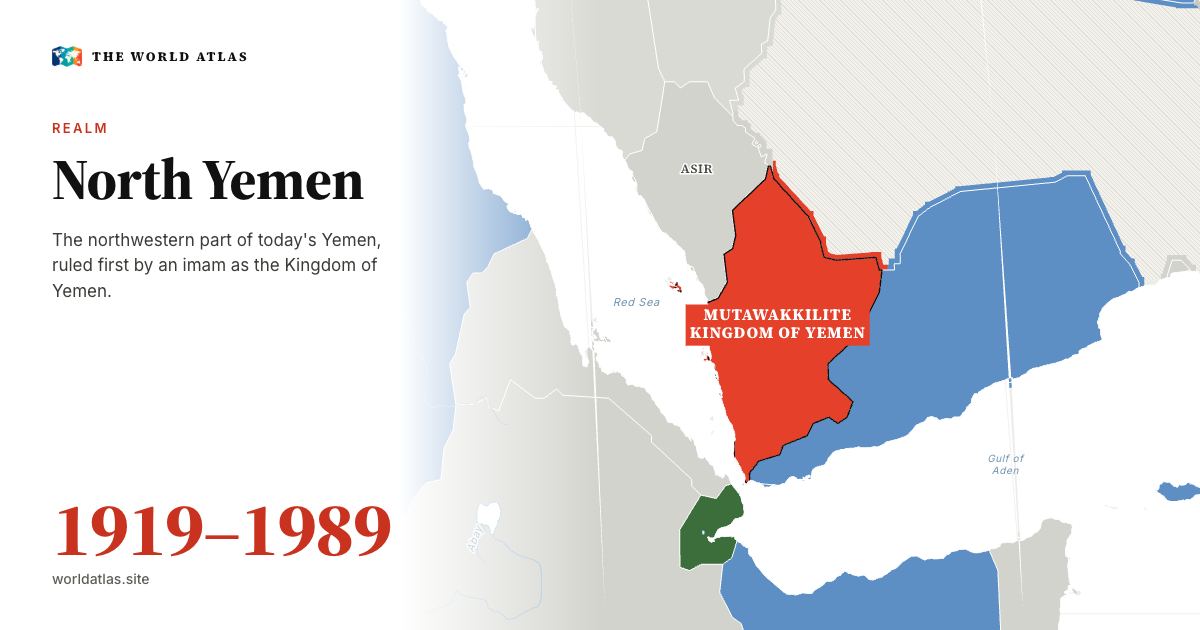 THE WORLD ATLAS
REALM
North Yemen
The northwestern part of today's Yemen,
ruled first by an imam as the Kingdom of
Yemen.
1919–1989
worldatlas.site
ASIR
Red Sea
MUTAWAKKILITE
KINGDOM OF YEMEN
Gulf of
Aden
Abay